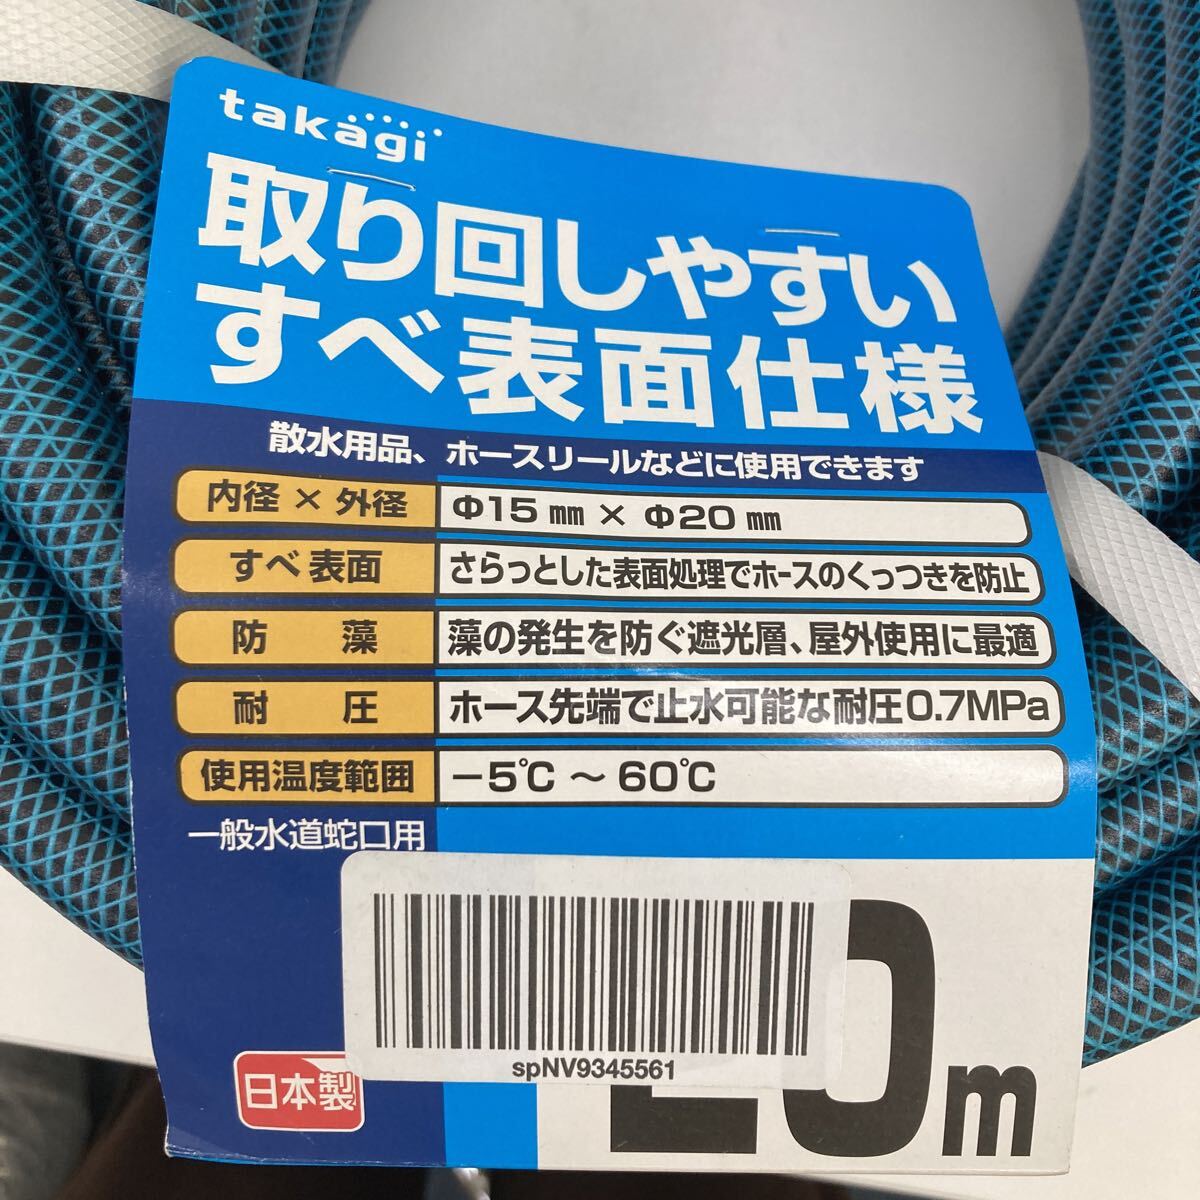 takagi
取り回しやすい
すべ表面仕様
散水用品、ホースリールなどに使用できます
内径 × 外径 Φ15 ㎜ × Φ20 ㎜
すべ表面 さらっとした表面処理でホースのくっつきを防止
防藻 藻の発生を防ぐ遮光層、屋外使用に最適
耐圧 ホース先端で止水可能な耐圧0.7MPa
使用温度範囲 −5℃ ～ 60℃
一般水道蛇口用
spNV9345561
日本製
20m